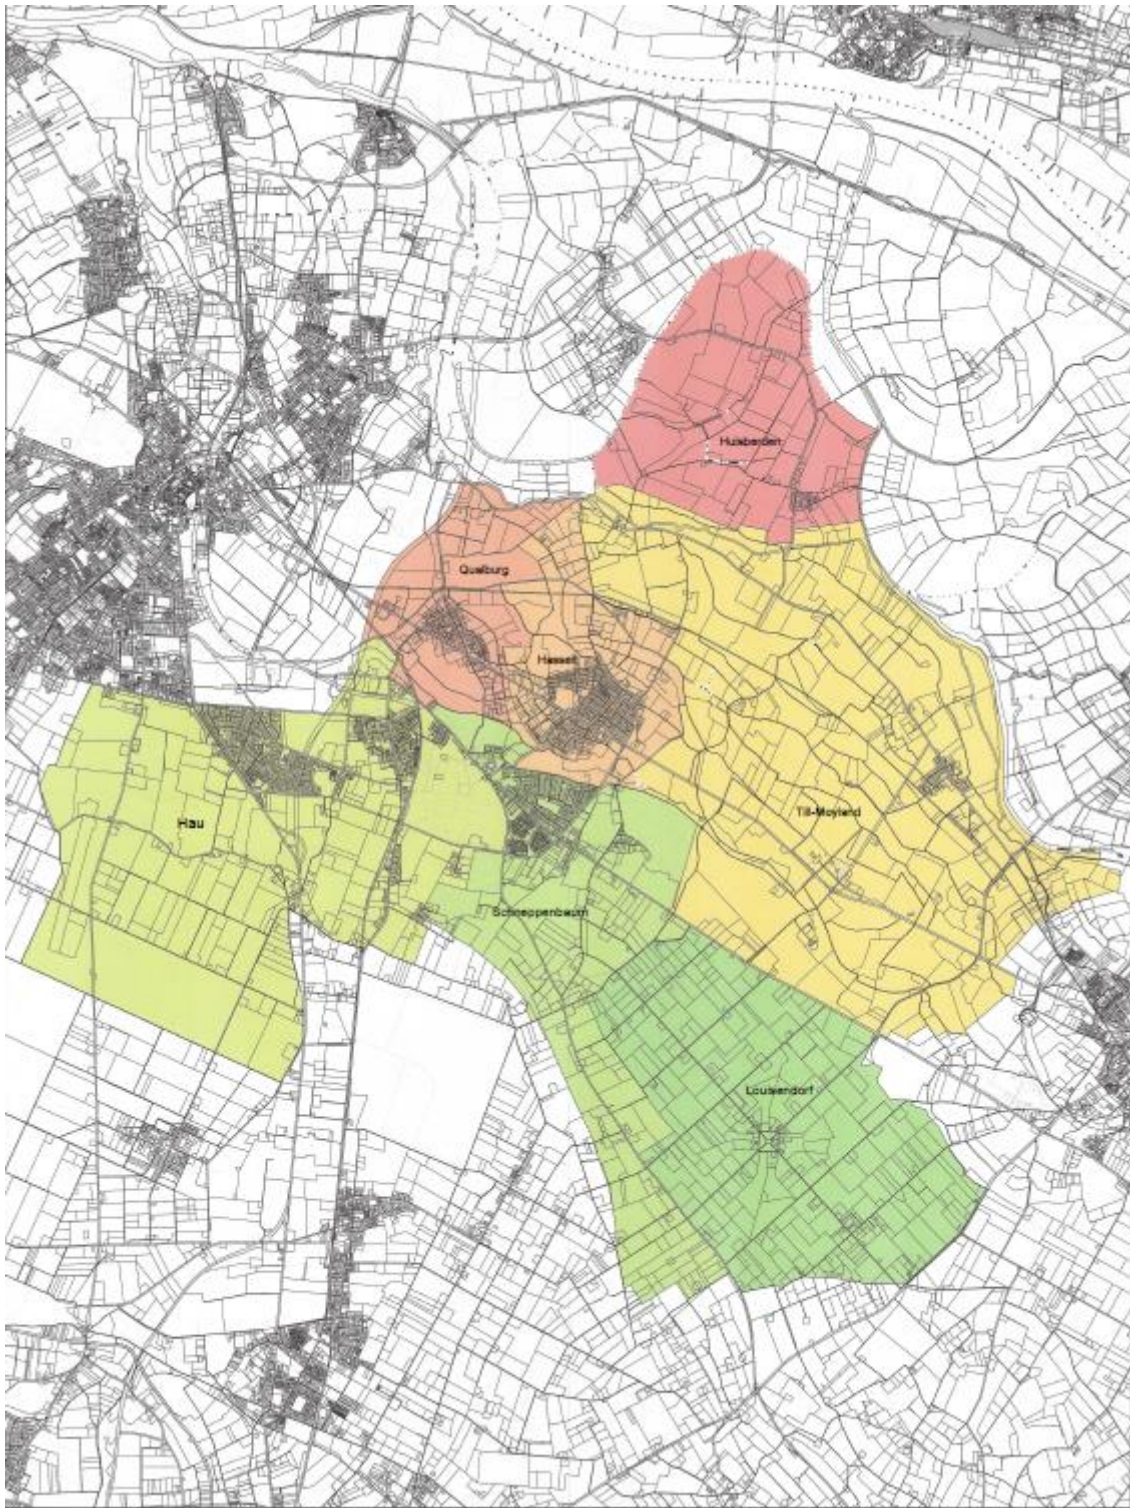 Huisberden
Qualburg
Hasselt
Till-Moyland
Hau
Schneppenbaum
Louisendorf